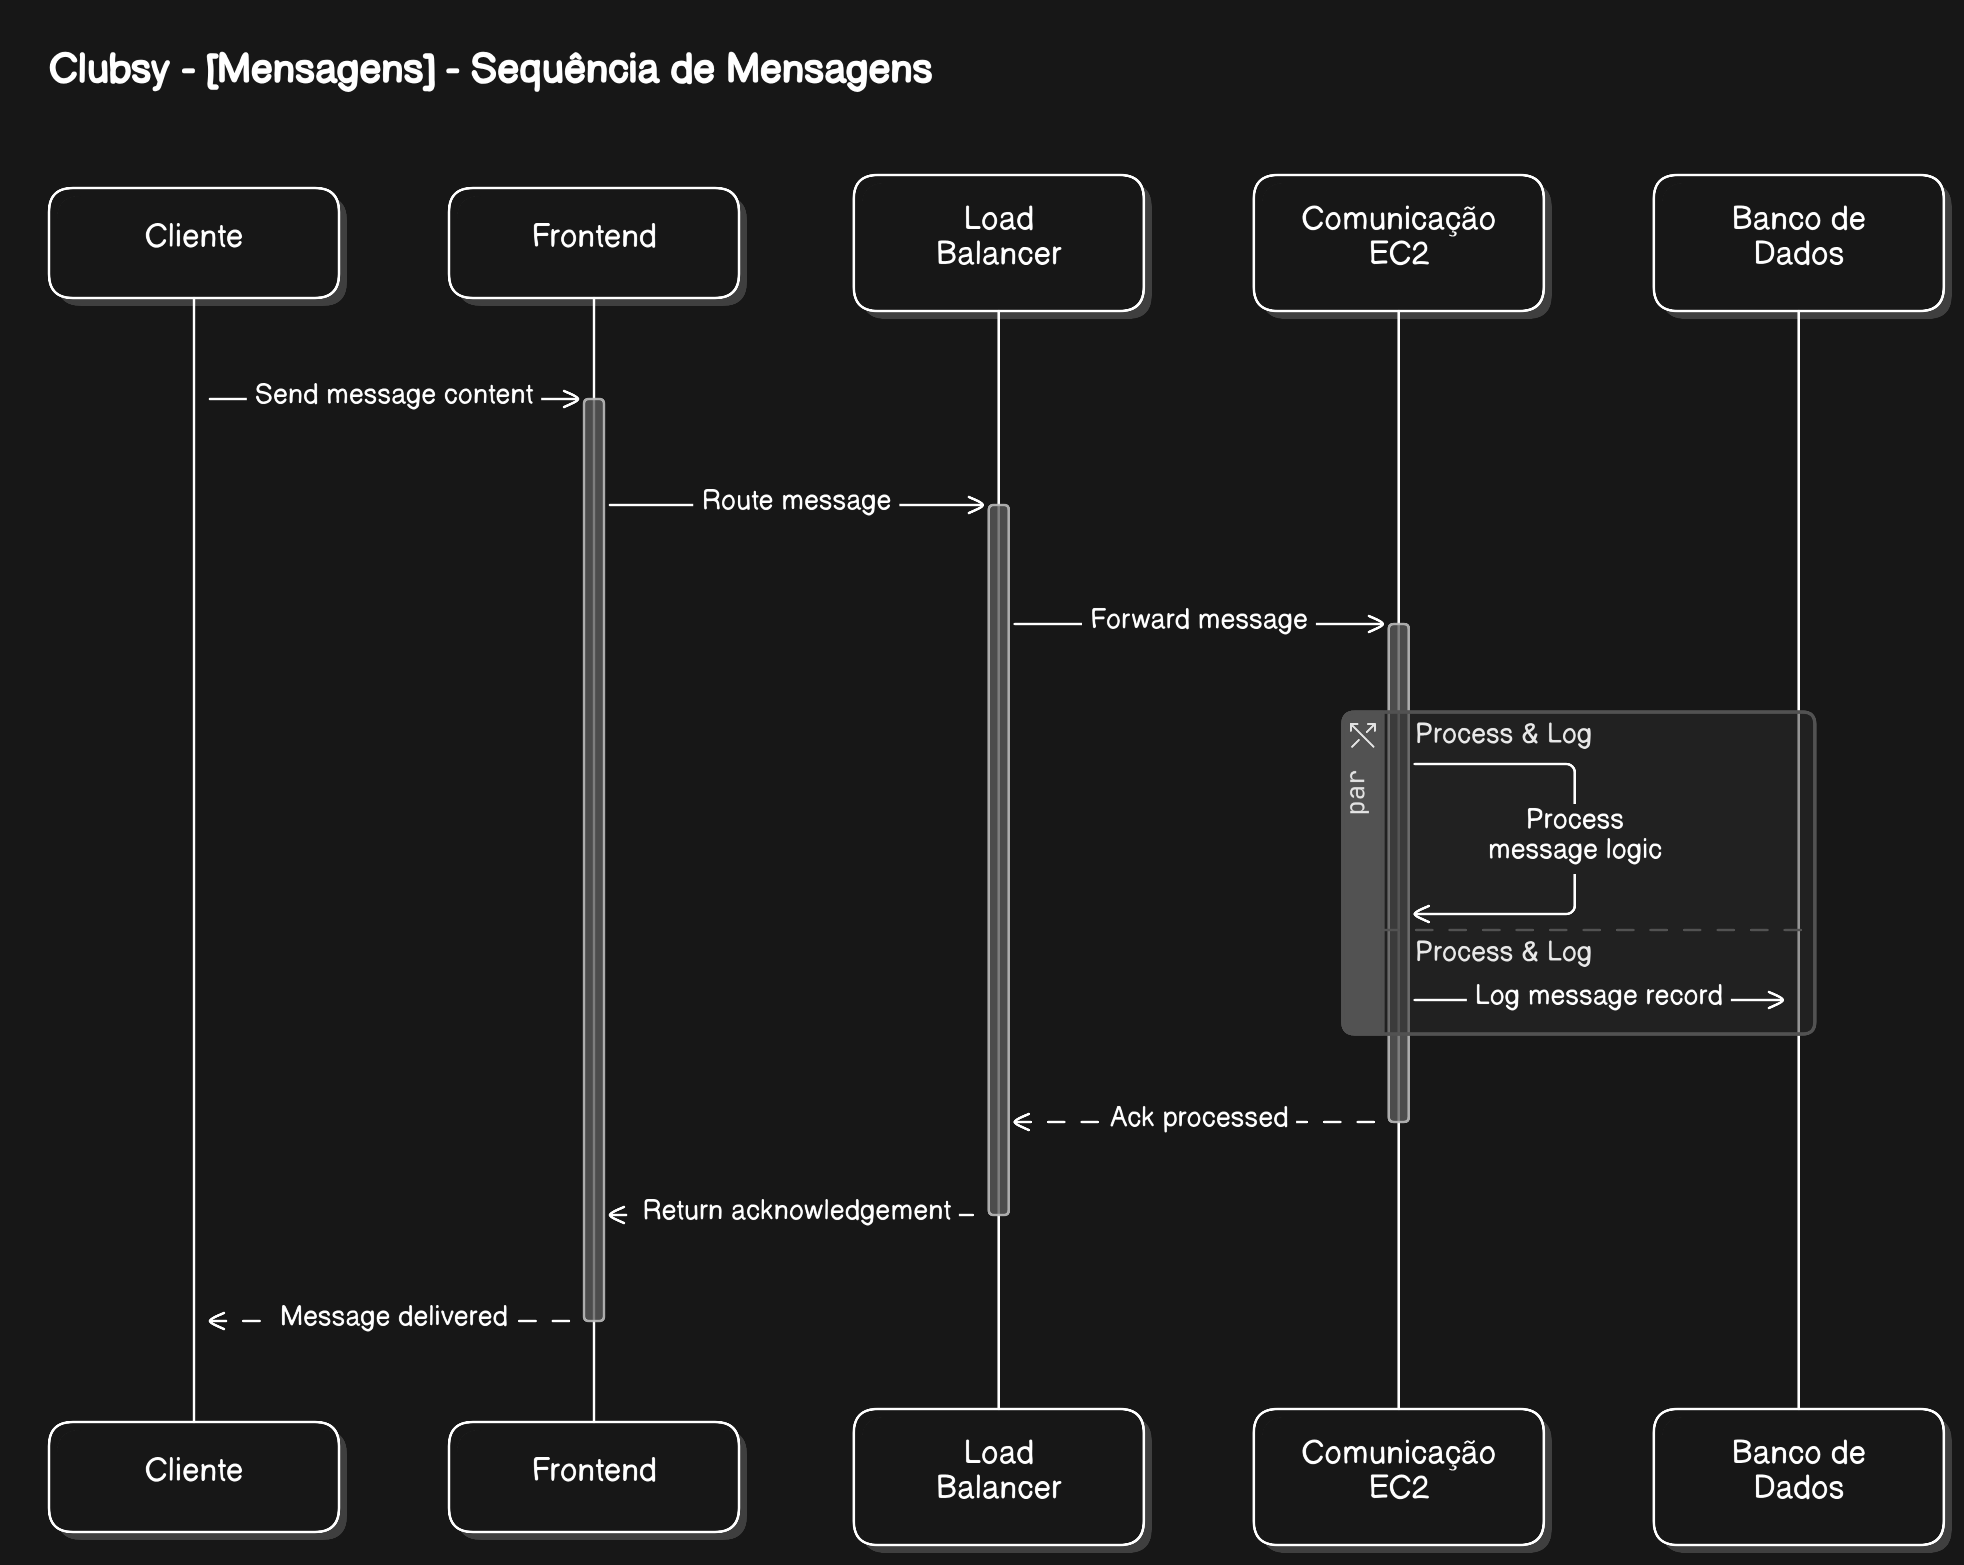 Clubsy - [Mensagens] - Sequência de Mensagens
Cliente
Frontend
Load
Balancer
Comunicação
EC2
Banco de
Dados
Send message content
Route message
Forward message
par
Process & Log
Process
message logic
Process & Log
Log message record
Ack processed
Return acknowledgement
Message delivered
Cliente
Frontend
Load
Balancer
Comunicação
EC2
Banco de
Dados